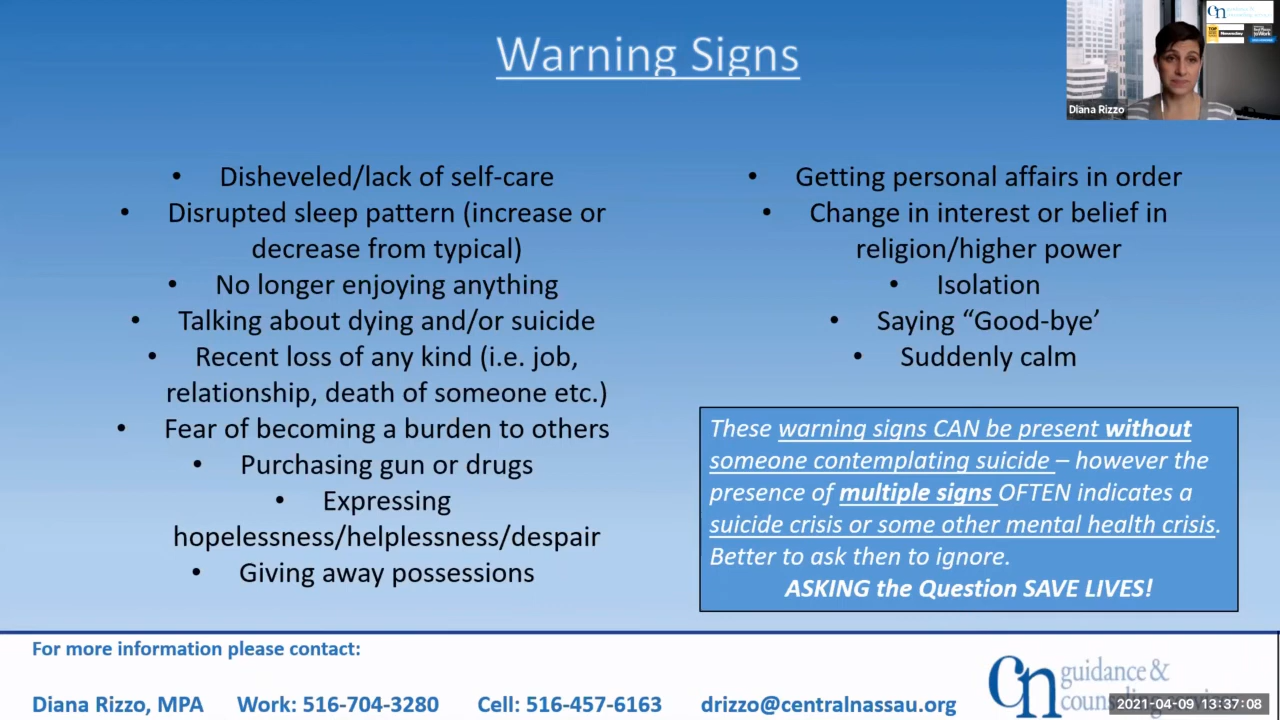 Warning Signs
Diana Rizzo
• Disheveled/lack of self-care
• Disrupted sleep pattern (increase or
decrease from typical)
• No longer enjoying anything
• Talking about dying and/or suicide
• Recent loss of any kind (i.e. job,
relationship, death of someone etc.)
• Fear of becoming a burden to others
• Purchasing gun or drugs
• Expressing
hopelessness/helplessness/despair
• Giving away possessions
• Getting personal affairs in order
• Change in interest or belief in
religion/higher power
• Isolation
• Saying “Good-bye’
• Suddenly calm
These warning signs CAN be present without
someone contemplating suicide – however the
presence of multiple signs OFTEN indicates a
suicide crisis or some other mental health crisis.
Better to ask then to ignore.
ASKING the Question SAVE LIVES!
For more information please contact:
Diana Rizzo, MPA Work: 516-704-3280 Cell: 516-457-6163 drizzo@centralnassau.org
cn guidance &
2021-04-09 13:37:08